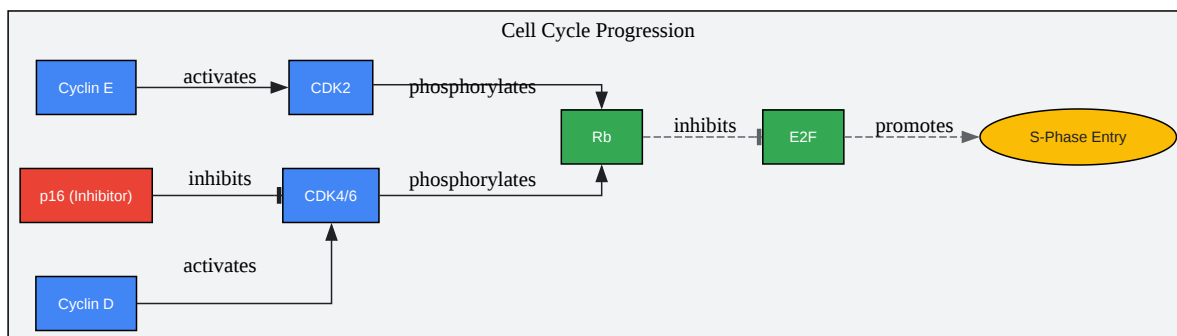 Cell Cycle Progression
Cyclin E
activates
CDK2
phosphorylates
Rb
inhibits
E2F
promotes
S-Phase Entry
p16 (Inhibitor)
inhibits
CDK4/6
phosphorylates
activates
Cyclin D